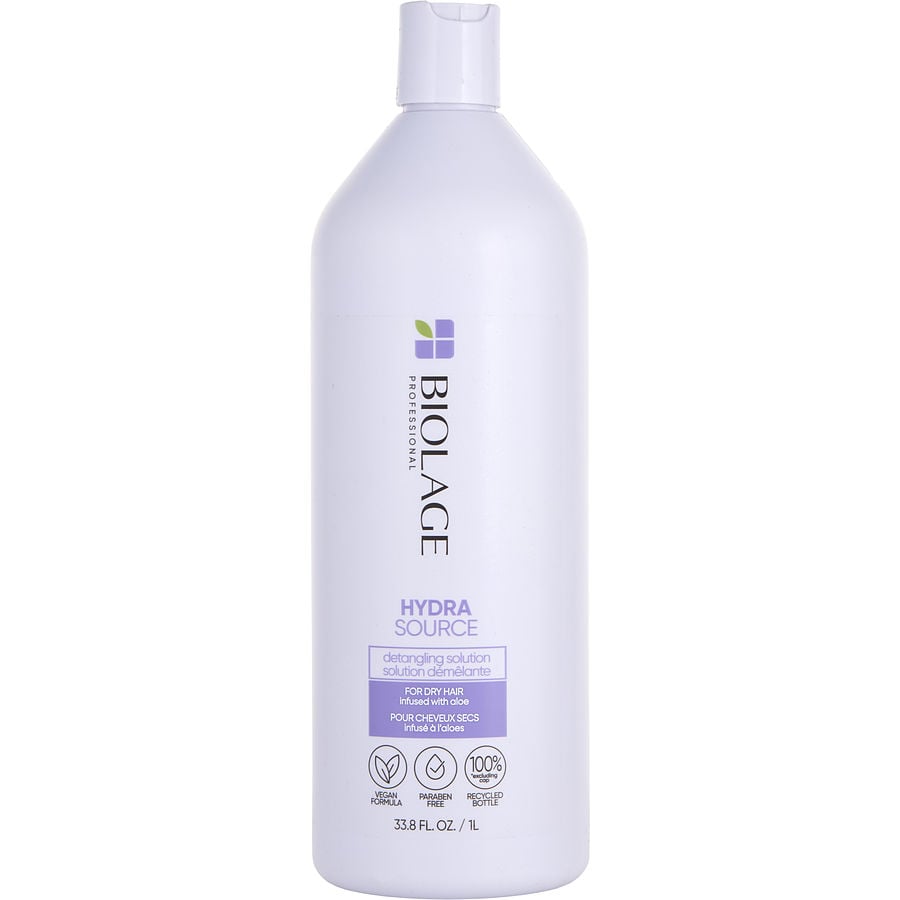 BIOLAGE
PROFESSIONAL
HYDRA
SOURCE
detangling solution
solution démêlante
FOR DRY HAIR
infused with aloe
POUR CHEVEUX SECS
infusé à l'aloes
100%
*excluding
cap
VEGAN
FORMULA
PARABEN
FREE
RECYCLED
BOTTLE
33.8 FL. OZ. / 1L